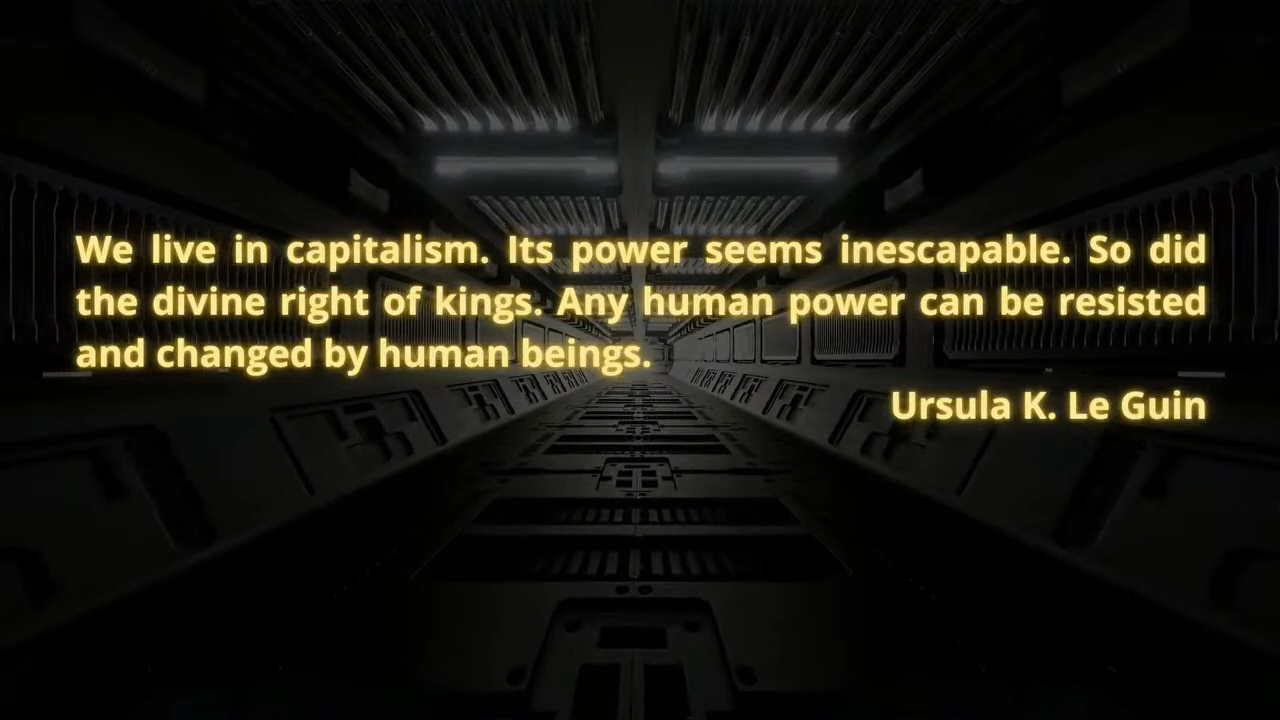 We live in capitalism. Its power seems inescapable. So did
the divine right of kings. Any human power can be resisted
and changed by human beings.
Ursula K. Le Guin